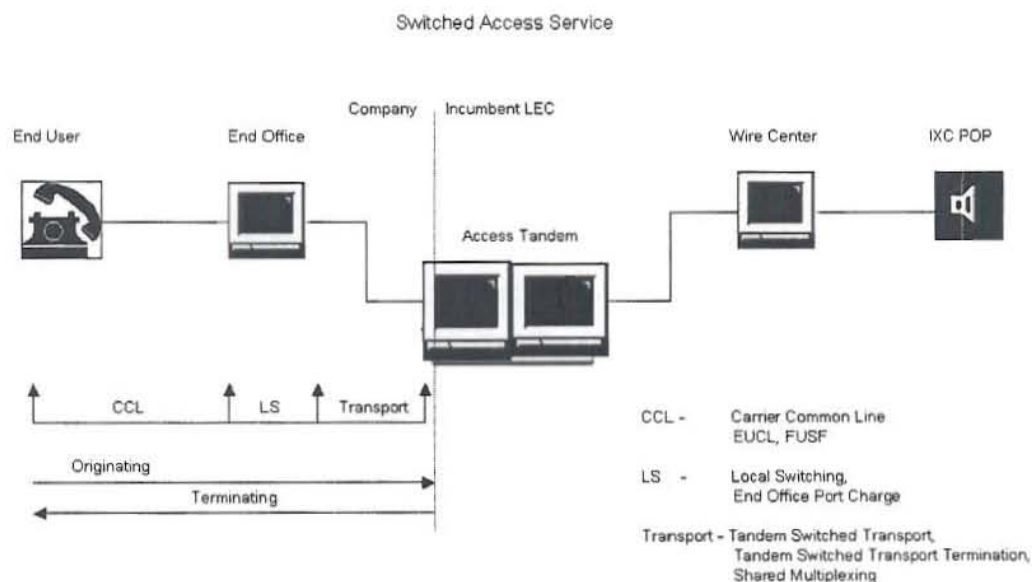 Switched Access Service
Company
Incumbent LEC
End User
End Office
Wire Center
IXC POP
Access Tandem
CCL
LS
Transport
CCL - Carrier Common Line
EUCL, FUSF
Originating
LS - Local Switching,
End Office Port Charge
Terminating
Transport - Tandem Switched Transport,
Tandem Switched Transport Termination,
Shared Multiplexing